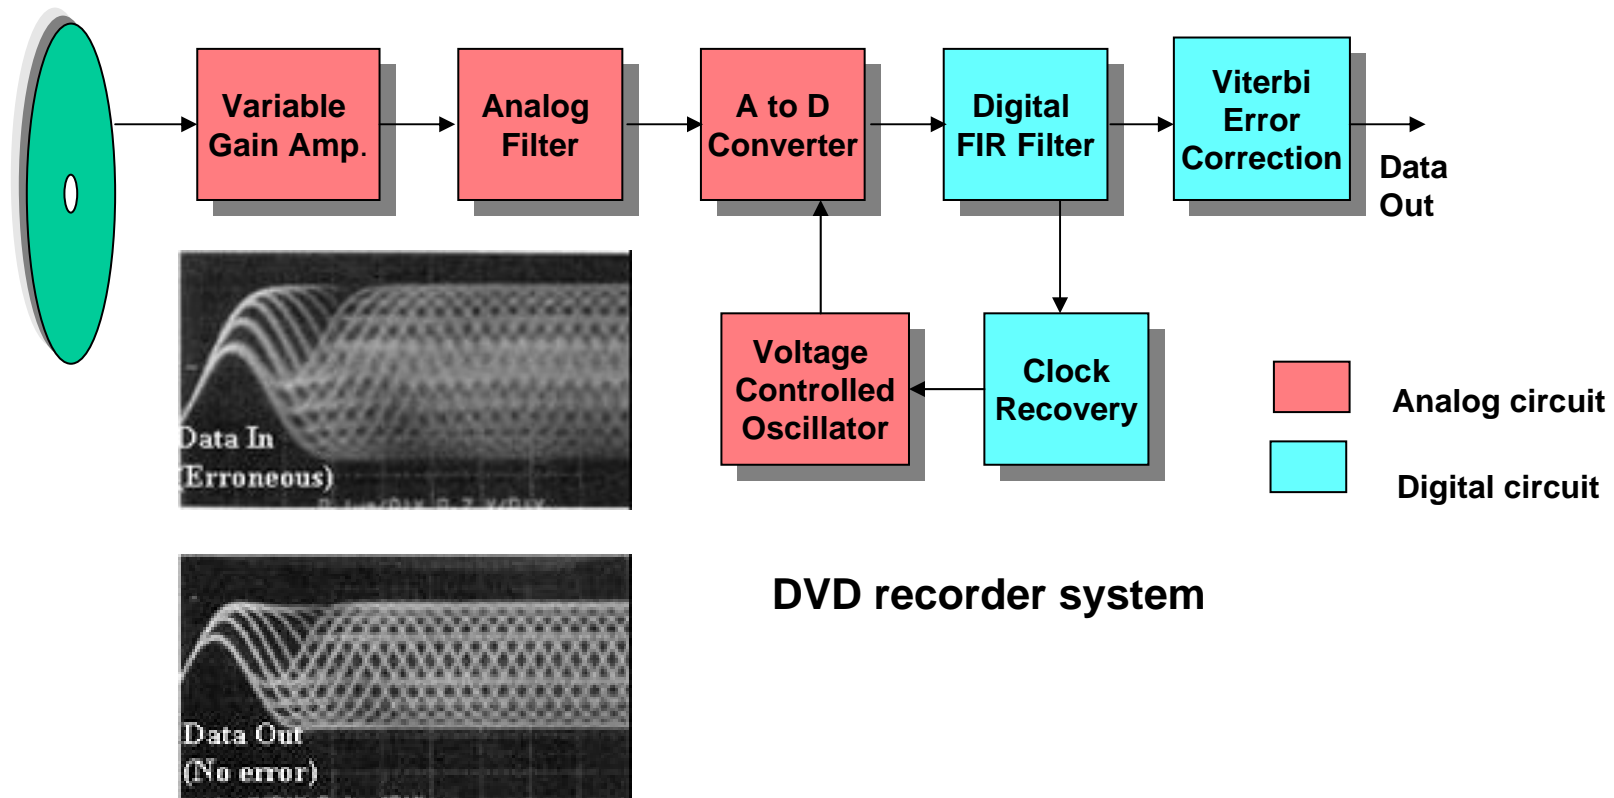 Variable
Gain Amp.
Analog
Filter
A to D
Converter
Digital
FIR Filter
Viterbi
Error
Correction
Data
Out
Voltage
Controlled
Oscillator
Clock
Recovery
Analog circuit
Digital circuit
Data In
(Erroneous)
DVD recorder system
Data Out
(No error)